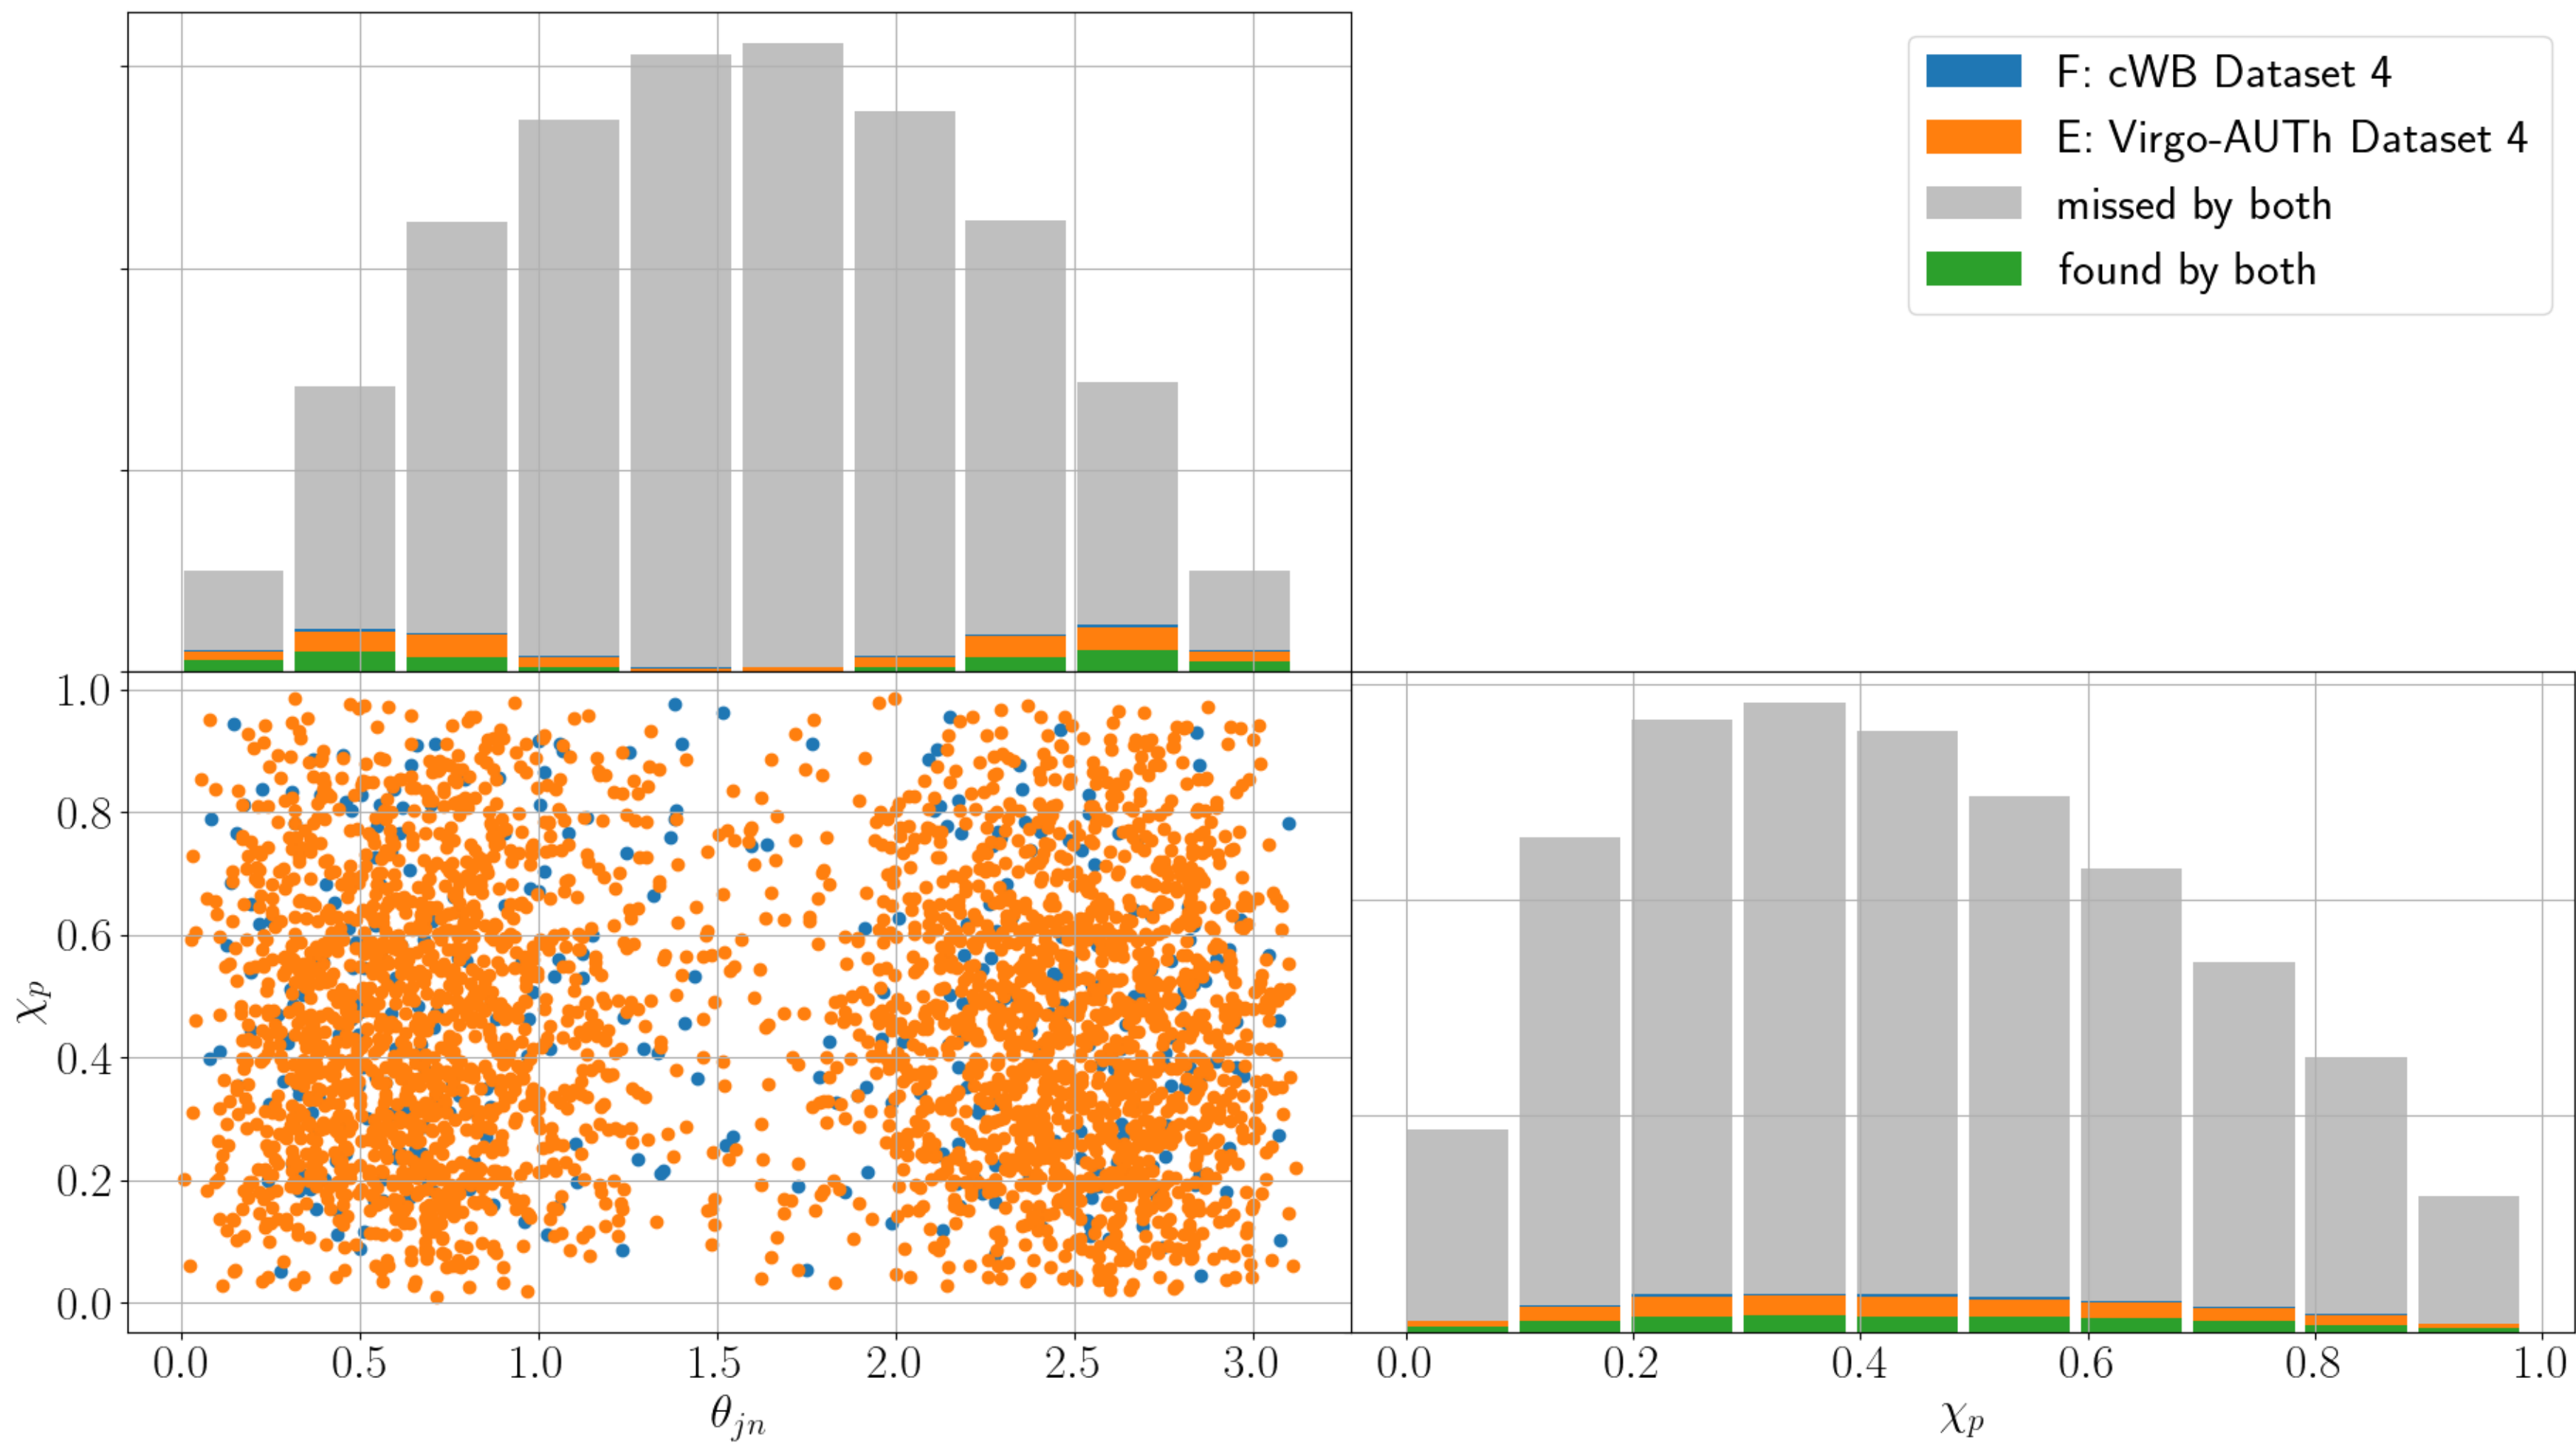 F: cWB Dataset 4
E: Virgo-AUTh Dataset 4
missed by both
found by both
1.0
0.8
0.6
0.4
0.2
0.0
χp
0.0 0.5 1.0 1.5 2.0 2.5 3.0
θjn
0.0 0.2 0.4 0.6 0.8 1.0
χp